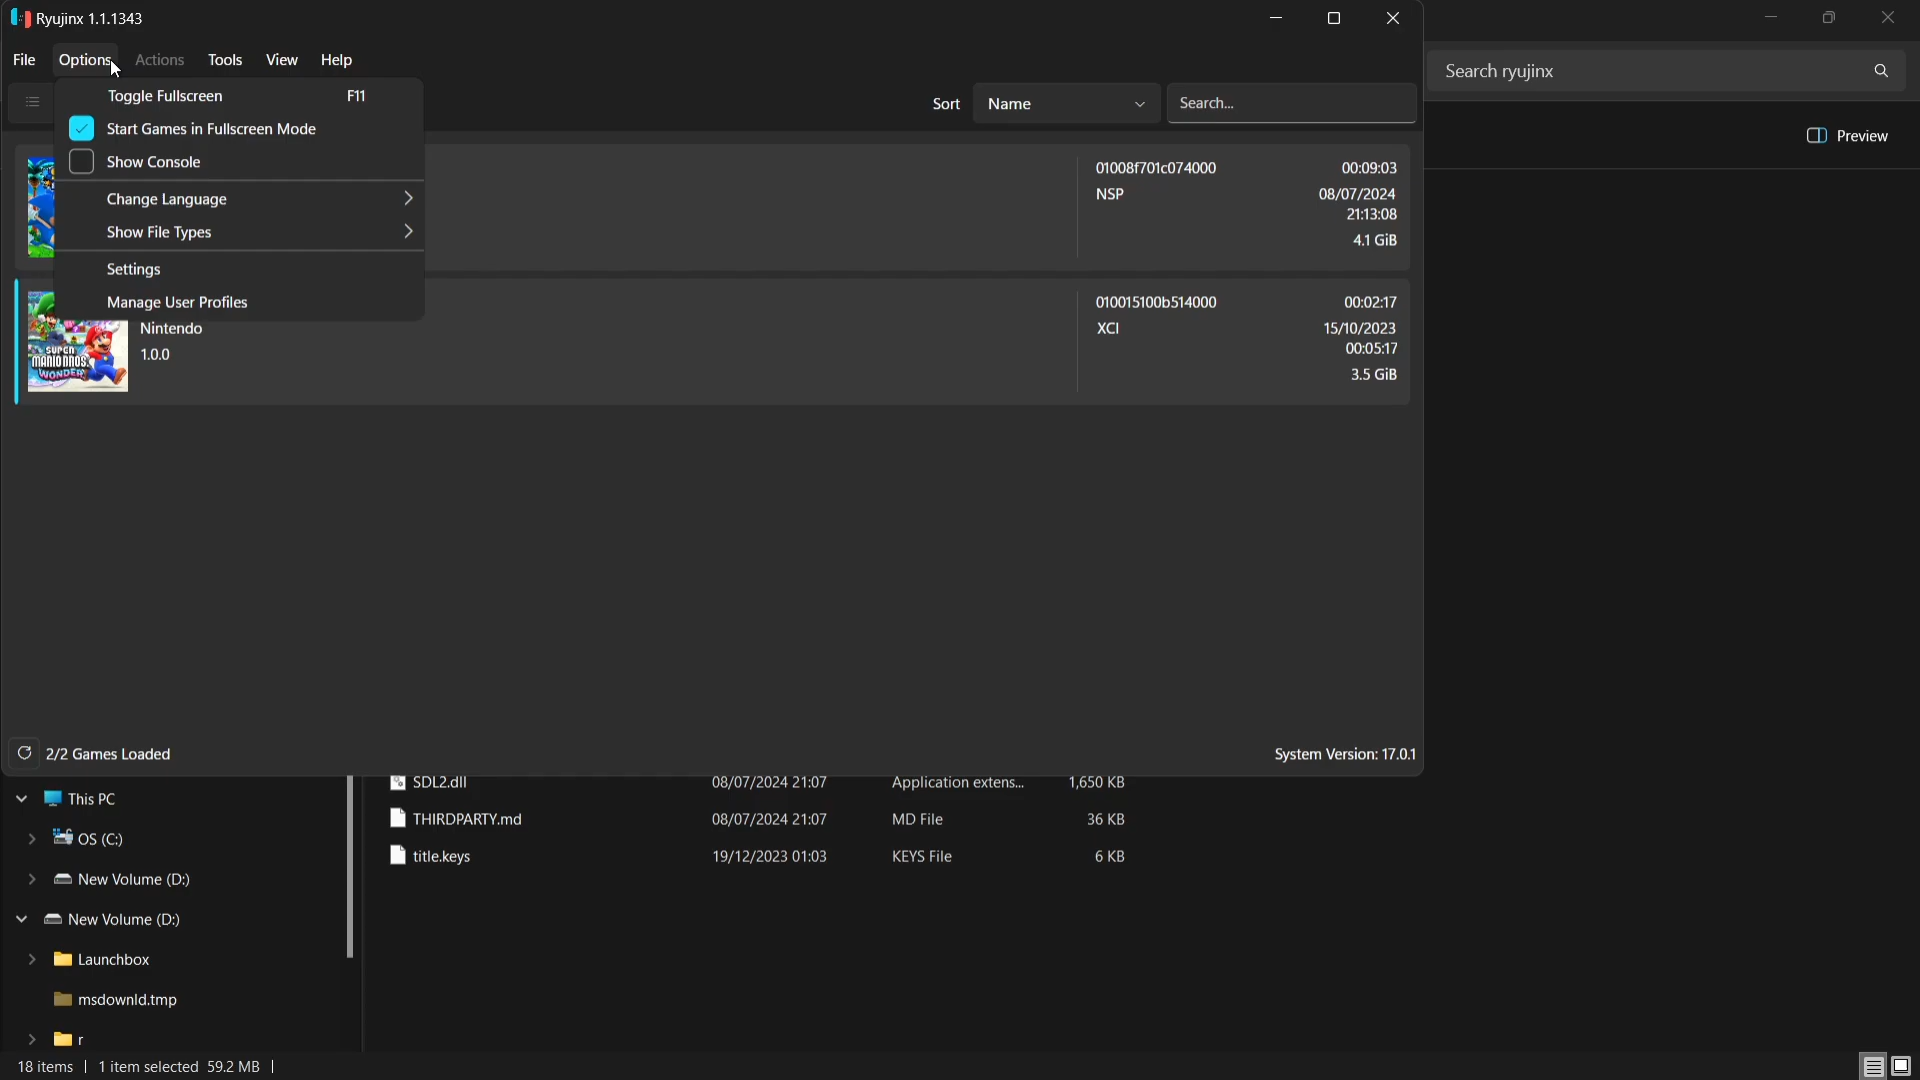 Ryujinx 1.1.1343
File Options Actions Tools View Help
Search ryujinx
Toggle Fullscreen F11
Sort Name Search...
Start Games in Fullscreen Mode
Preview
Show Console
01008f701c074000 00:09:03
NSP 08/07/2024
21:13:08
4.1 GiB
Change Language
Show File Types
Settings
Manage User Profiles
010015100b514000 00:02:17
Nintendo
XCI 15/10/2023
00:05:17
1.0.0
3.5 GiB
SUPER
MARIO BROS.
WONDER
2/2 Games Loaded
System Version: 17.0.1
SDL2.dll 08/07/2024 21:07 Application extens... 1,650 KB
This PC
THIRDPARTY.md 08/07/2024 21:07 MD File 36 KB
OS (C:)
title.keys 19/12/2023 01:03 KEYS File 6 KB
New Volume (D:)
New Volume (D:)
Launchbox
msdownld.tmp
r
18 items 1 item selected 59.2 MB